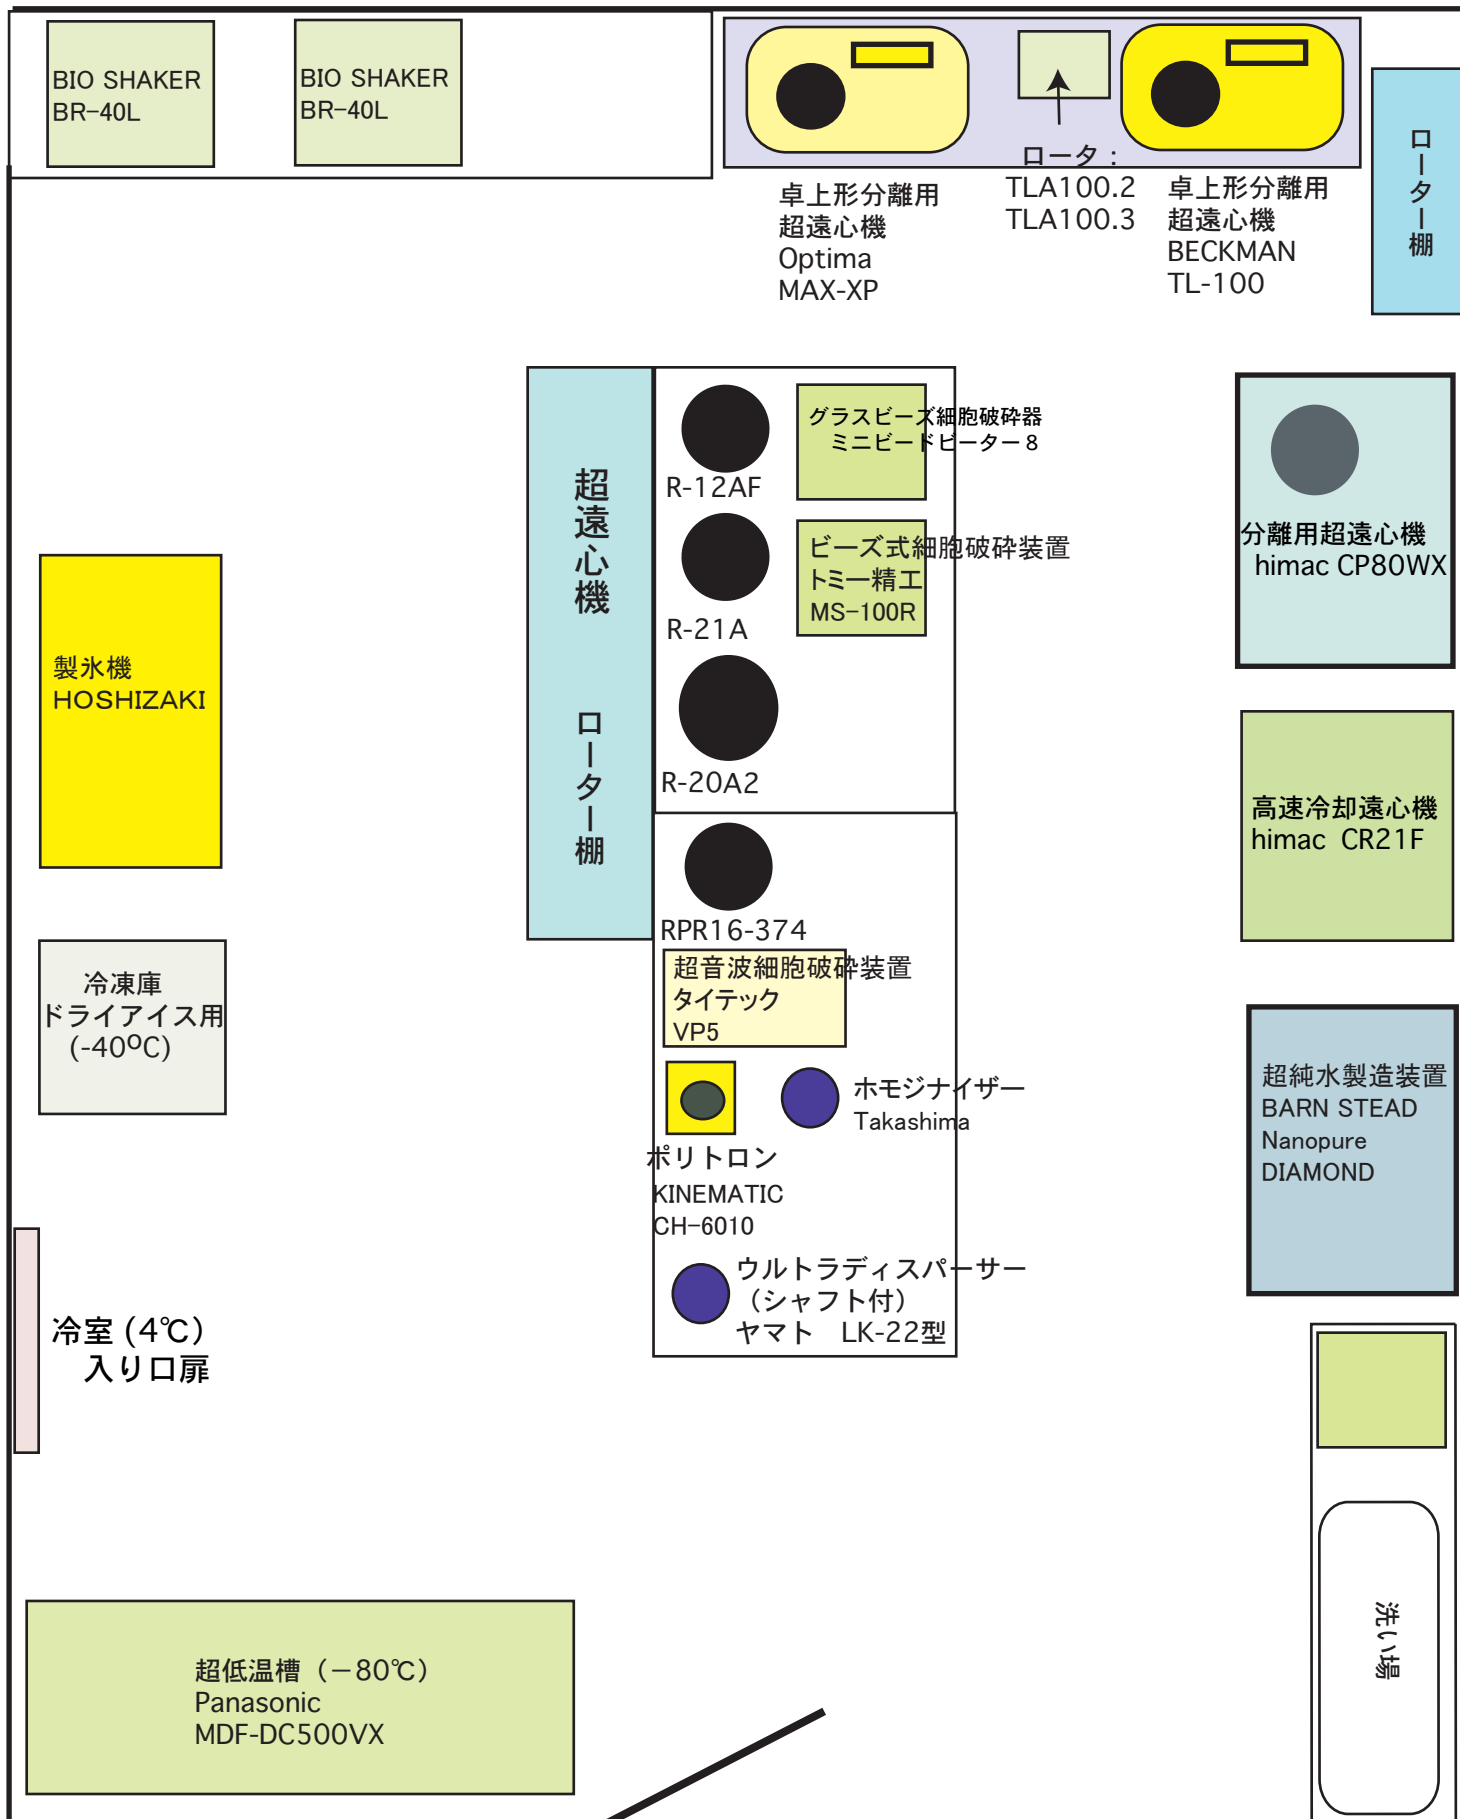 BIO SHAKER
BR-40L
BIO SHAKER
BR-40L
卓上形分離用
超遠心機
Optima
MAX-XP
ロータ：
TLA100.2
TLA100.3
卓上形分離用
超遠心機
BECKMAN
TL-100
ローター棚
超遠心機　ローター棚
R-12AF
グラスビーズ細胞破砕器
ミニビードビーター８
R-21A
ビーズ式細胞破砕装置
トミー精工
MS-100R
R-20A2
RPR16-374
超音波細胞破砕装置
タイテック
VP5
ホモジナイザー
Takashima
ポリトロン
KINEMATIC
CH-6010
ウルトラディスパーサー
（シャフト付）
ヤマト　LK-22型
分離用超遠心機
himac CP80WX
高速冷却遠心機
himac CR21F
超純水製造装置
BARN STEAD
Nanopure
DIAMOND
洗い場
製氷機
HOSHIZAKI
冷凍庫
ドライアイス用
(-40ºC)
冷室 (4℃)
入り口扉
超低温槽（－80℃）
Panasonic
MDF-DC500VX